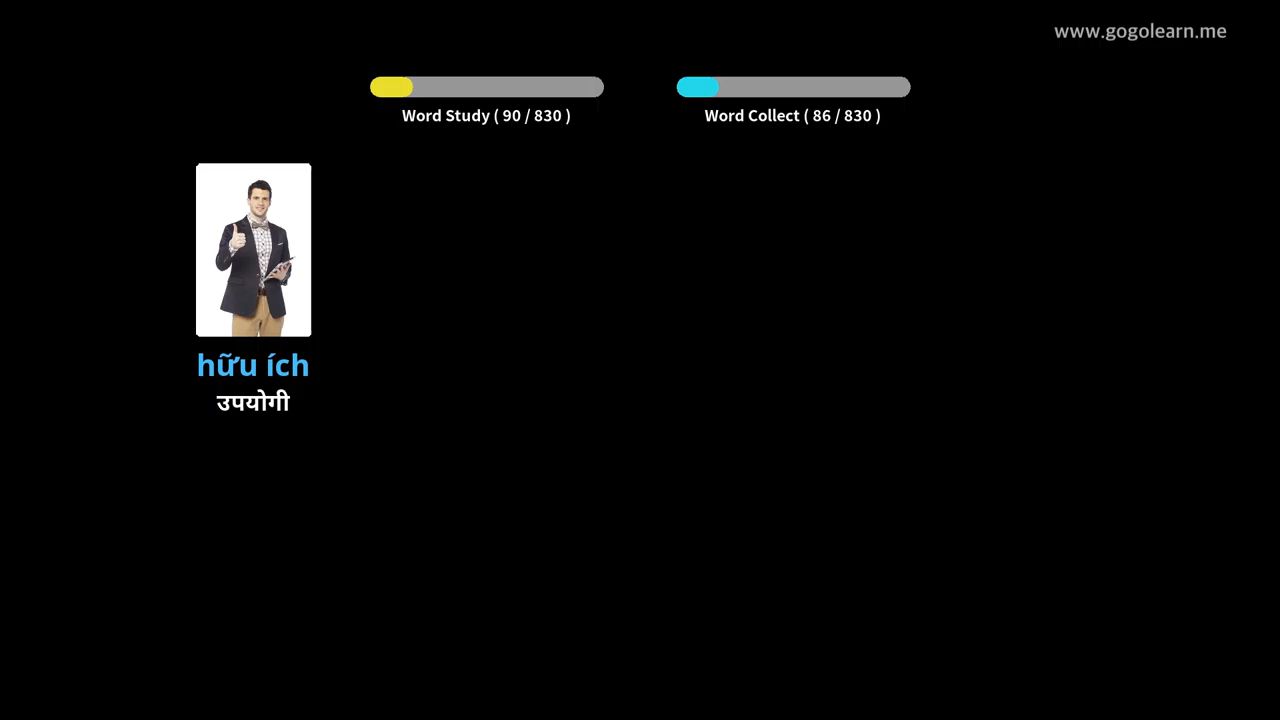 www.gogolearn.me
Word Study ( 90 / 830 )
Word Collect ( 86 / 830 )
hữu ích
उपयोगी